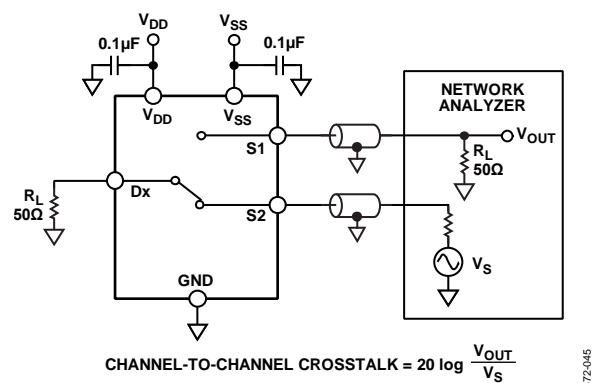 VDD
VSS
0.1µF
0.1µF
VDD
VSS
NETWORK
ANALYZER
S1
VOUT
RL
50Ω
RL
50Ω
Dx
S2
VS
GND
CHANNEL-TO-CHANNEL CROSSTALK = 20 log VOUT
VS
72-045